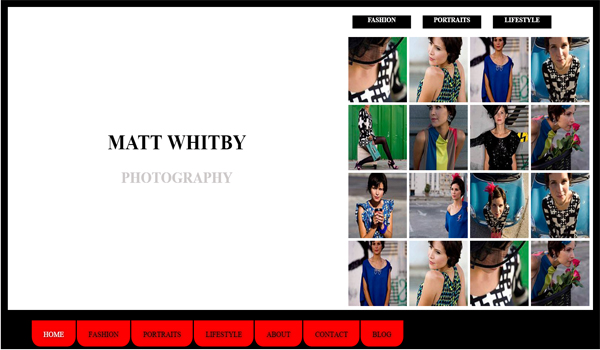 FASHION PORTRAITS LIFESTYLE
MATT WHITBY
PHOTOGRAPHY
HOME FASHION PORTRAITS LIFESTYLE ABOUT CONTACT BLOG